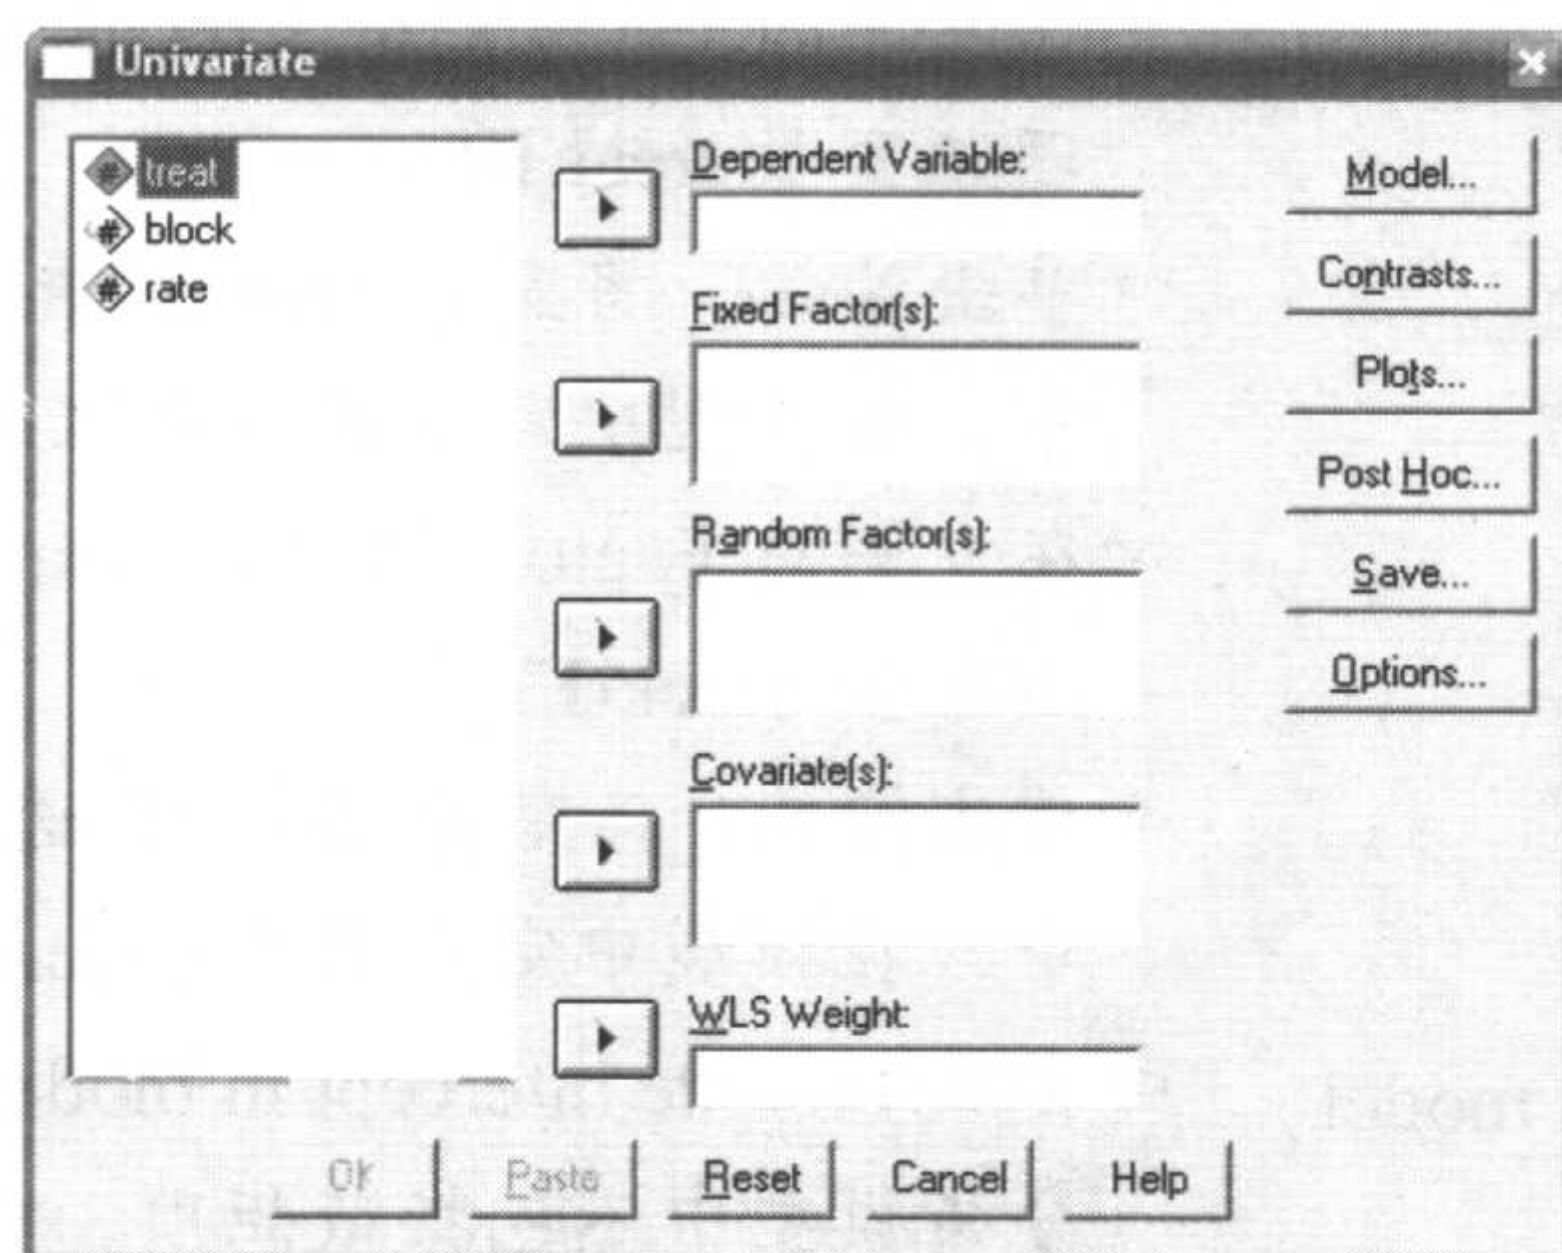 Univariate
treat
block
rate
Dependent Variable:
Fixed Factor(s):
Random Factor(s):
Covariate(s):
WLS Weight:
Model...
Contrasts...
Plots...
Post Hoc...
Save...
Options...
OK
Paste
Reset
Cancel
Help